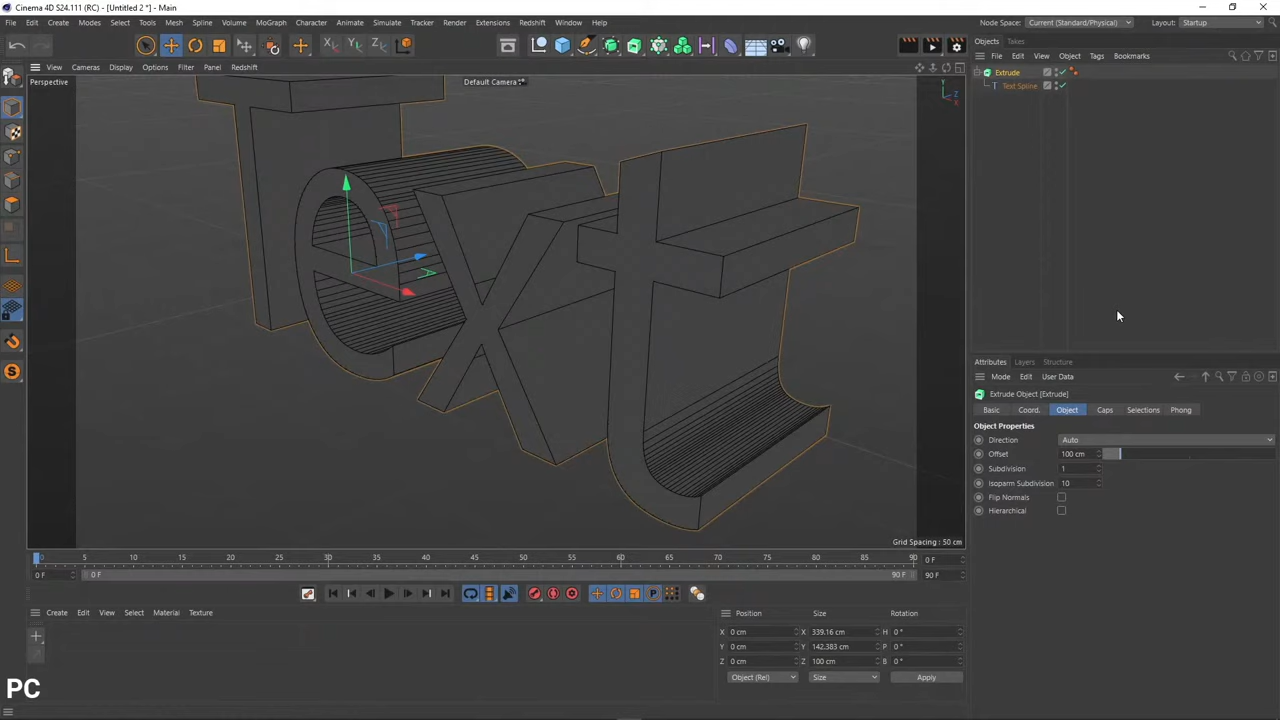 Cinema 4D S24.111 (RC) - [Untitled 2 *] - Main
File Edit Create Modes Select Tools Mesh Spline Volume MoGraph Character Animate Simulate Tracker Render Extensions Redshift Window Help
Node Space: Current (Standard/Physical) Layout: Startup
Objects Takes
File Edit View Object Tags Bookmarks
View Cameras Display Options Filter Panel Redshift
Perspective
Default Camera
Extrude
Text Spline
Text
Y
Z
X
Grid Spacing : 50 cm
Attributes Layers Structure
Mode Edit User Data
Extrude Object [Extrude]
Basic Coord. Object Caps Selections Phong
Object Properties
Direction Auto
Offset 100 cm
Subdivision 1
Isoparm Subdivision 10
Flip Normals
Hierarchical
0 5 10 15 20 25 30 35 40 45 50 55 60 65 70 75 80 85 90 0 F
0 F 0 F 90 F 90 F
Create Edit View Select Material Texture
Position Size Rotation
X 0 cm X 339.16 cm H 0 °
Y 0 cm Y 142.383 cm P 0 °
Z 0 cm Z 100 cm B 0 °
Object (Rel) Size Apply
PC